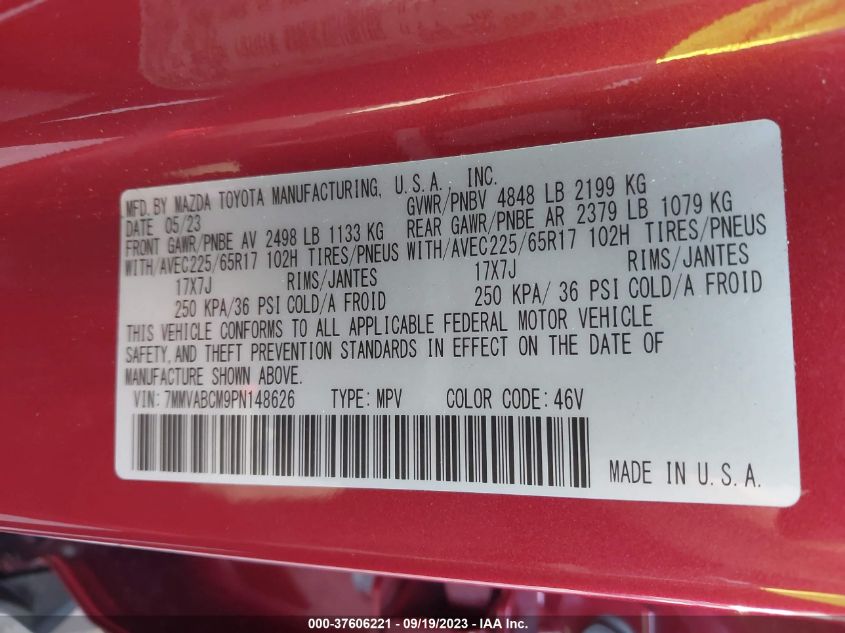 MFD. BY MAZDA TOYOTA MANUFACTURING, U.S.A., INC.
DATE 05/23 GVWR/PNBV 4848 LB 2199 KG
FRONT GAWR/PNBE AV 2498 LB 1133 KG REAR GAWR/PNBE AR 2379 LB 1079 KG
WITH/AVEC225/65R17 102H TIRES/PNEUS WITH/AVEC225/65R17 102H TIRES/PNEUS
17X7J RIMS/JANTES 17X7J RIMS/JANTES
250 KPA/36 PSI COLD/A FROID 250 KPA/ 36 PSI COLD/A FROID
THIS VEHICLE CONFORMS TO ALL APPLICABLE FEDERAL MOTOR VEHICLE
SAFETY, AND THEFT PREVENTION STANDARDS IN EFFECT ON THE DATE OF
MANUFACTURE SHOWN ABOVE.
VIN: 7MMVABCM9PN148626 TYPE: MPV COLOR CODE: 46V
MADE IN U.S.A.
000-37606221 - 09/19/2023 - IAA Inc.